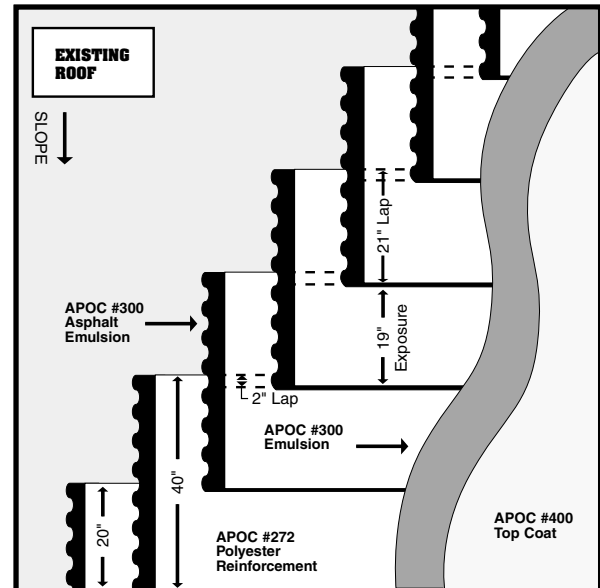 EXISTING
ROOF
SLOPE
21" Lap
APOC #300
Asphalt
Emulsion
19"
Exposure
2" Lap
APOC #300
Emulsion
40"
20"
APOC #272
Polyester
Reinforcement
APOC #400
Top Coat